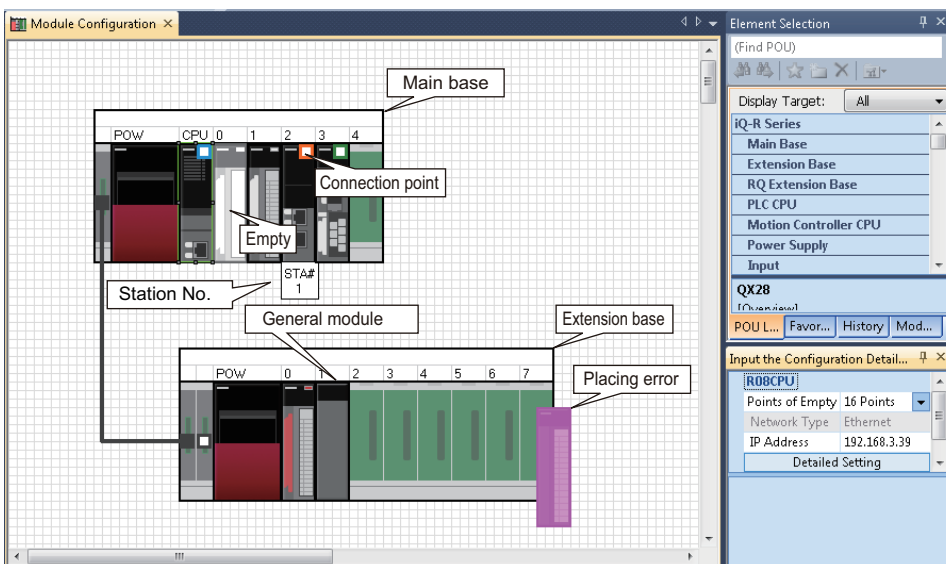 Module Configuration
Main base
POW CPU 0 1 2 3 4
Connection point
Empty
STA#
1
Station No.
General module
Extension base
POW 0 1 2 3 4 5 6 7
Placing error
Element Selection
(Find POU)
Display Target: All
iQ-R Series
Main Base
Extension Base
RQ Extension Base
PLC CPU
Motion Controller CPU
Power Supply
Input
QX28
[Overview]
POU L... Favor... History Mod...
Input the Configuration Detail...
R08CPU
Points of Empty 16 Points
Network Type Ethernet
IP Address 192.168.3.39
Detailed Setting